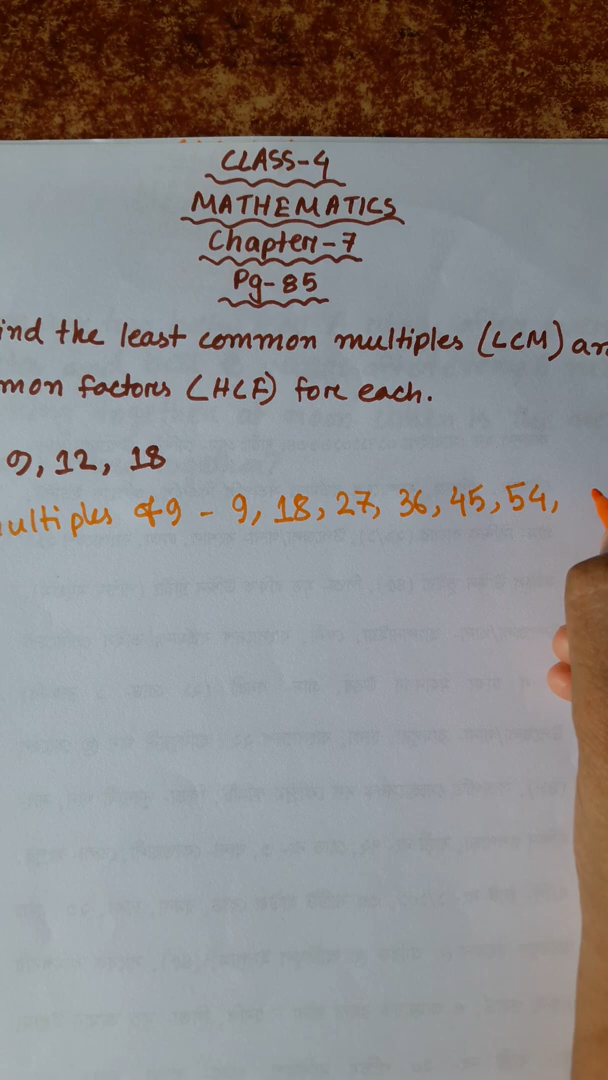 CLASS-4
MATHEMATICS
Chapter-7
Pg-85
ind the least common multiples (LCM) an
mon factors (HCF) for each.
9, 12, 18
ultiples of 9 - 9, 18, 27, 36, 45, 54,